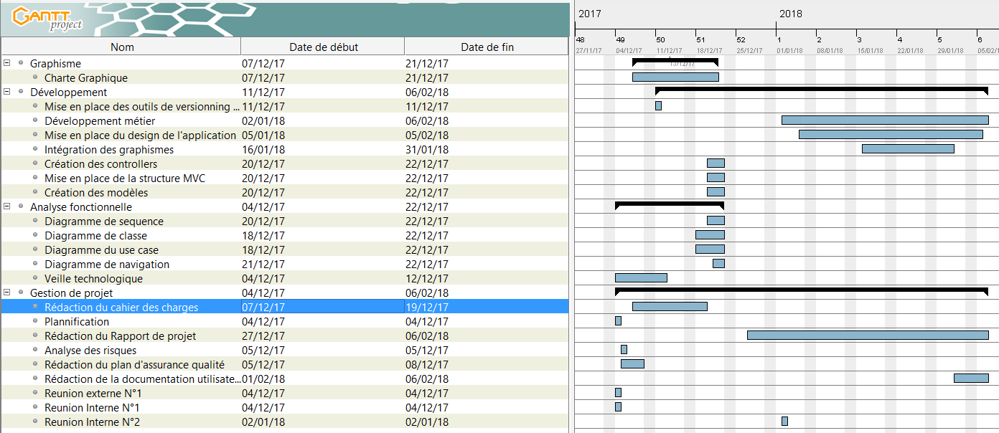 GANTT project
2017 2018
48 49 50 51 52 1 2 3 4 5 6
27/11/17 04/12/17 11/12/17 18/12/17 25/12/17 01/01/18 08/01/18 15/01/18 22/01/18 29/01/18 05/02/1
13/12/17
Nom Date de début Date de fin
Graphisme 07/12/17 21/12/17
Charte Graphique 07/12/17 21/12/17
Développement 11/12/17 06/02/18
Mise en place des outils de versionning ... 11/12/17 11/12/17
Développement métier 02/01/18 06/02/18
Mise en place du design de l'application 05/01/18 05/02/18
Intégration des graphismes 16/01/18 31/01/18
Création des controllers 20/12/17 22/12/17
Mise en place de la structure MVC 20/12/17 22/12/17
Création des modèles 20/12/17 22/12/17
Analyse fonctionnelle 04/12/17 22/12/17
Diagramme de sequence 20/12/17 22/12/17
Diagramme de classe 18/12/17 22/12/17
Diagramme du use case 18/12/17 22/12/17
Diagramme de navigation 21/12/17 22/12/17
Veille technologique 04/12/17 12/12/17
Gestion de projet 04/12/17 06/02/18
Rédaction du cahier des charges 07/12/17 19/12/17
Plannification 04/12/17 04/12/17
Rédaction du Rapport de projet 27/12/17 06/02/18
Analyse des risques 05/12/17 05/12/17
Rédaction du plan d'assurance qualité 05/12/17 08/12/17
Rédaction de la documentation utilisate... 01/02/18 06/02/18
Reunion externe N°1 04/12/17 04/12/17
Reunion Interne N°1 04/12/17 04/12/17
Reunion Interne N°2 02/01/18 02/01/18